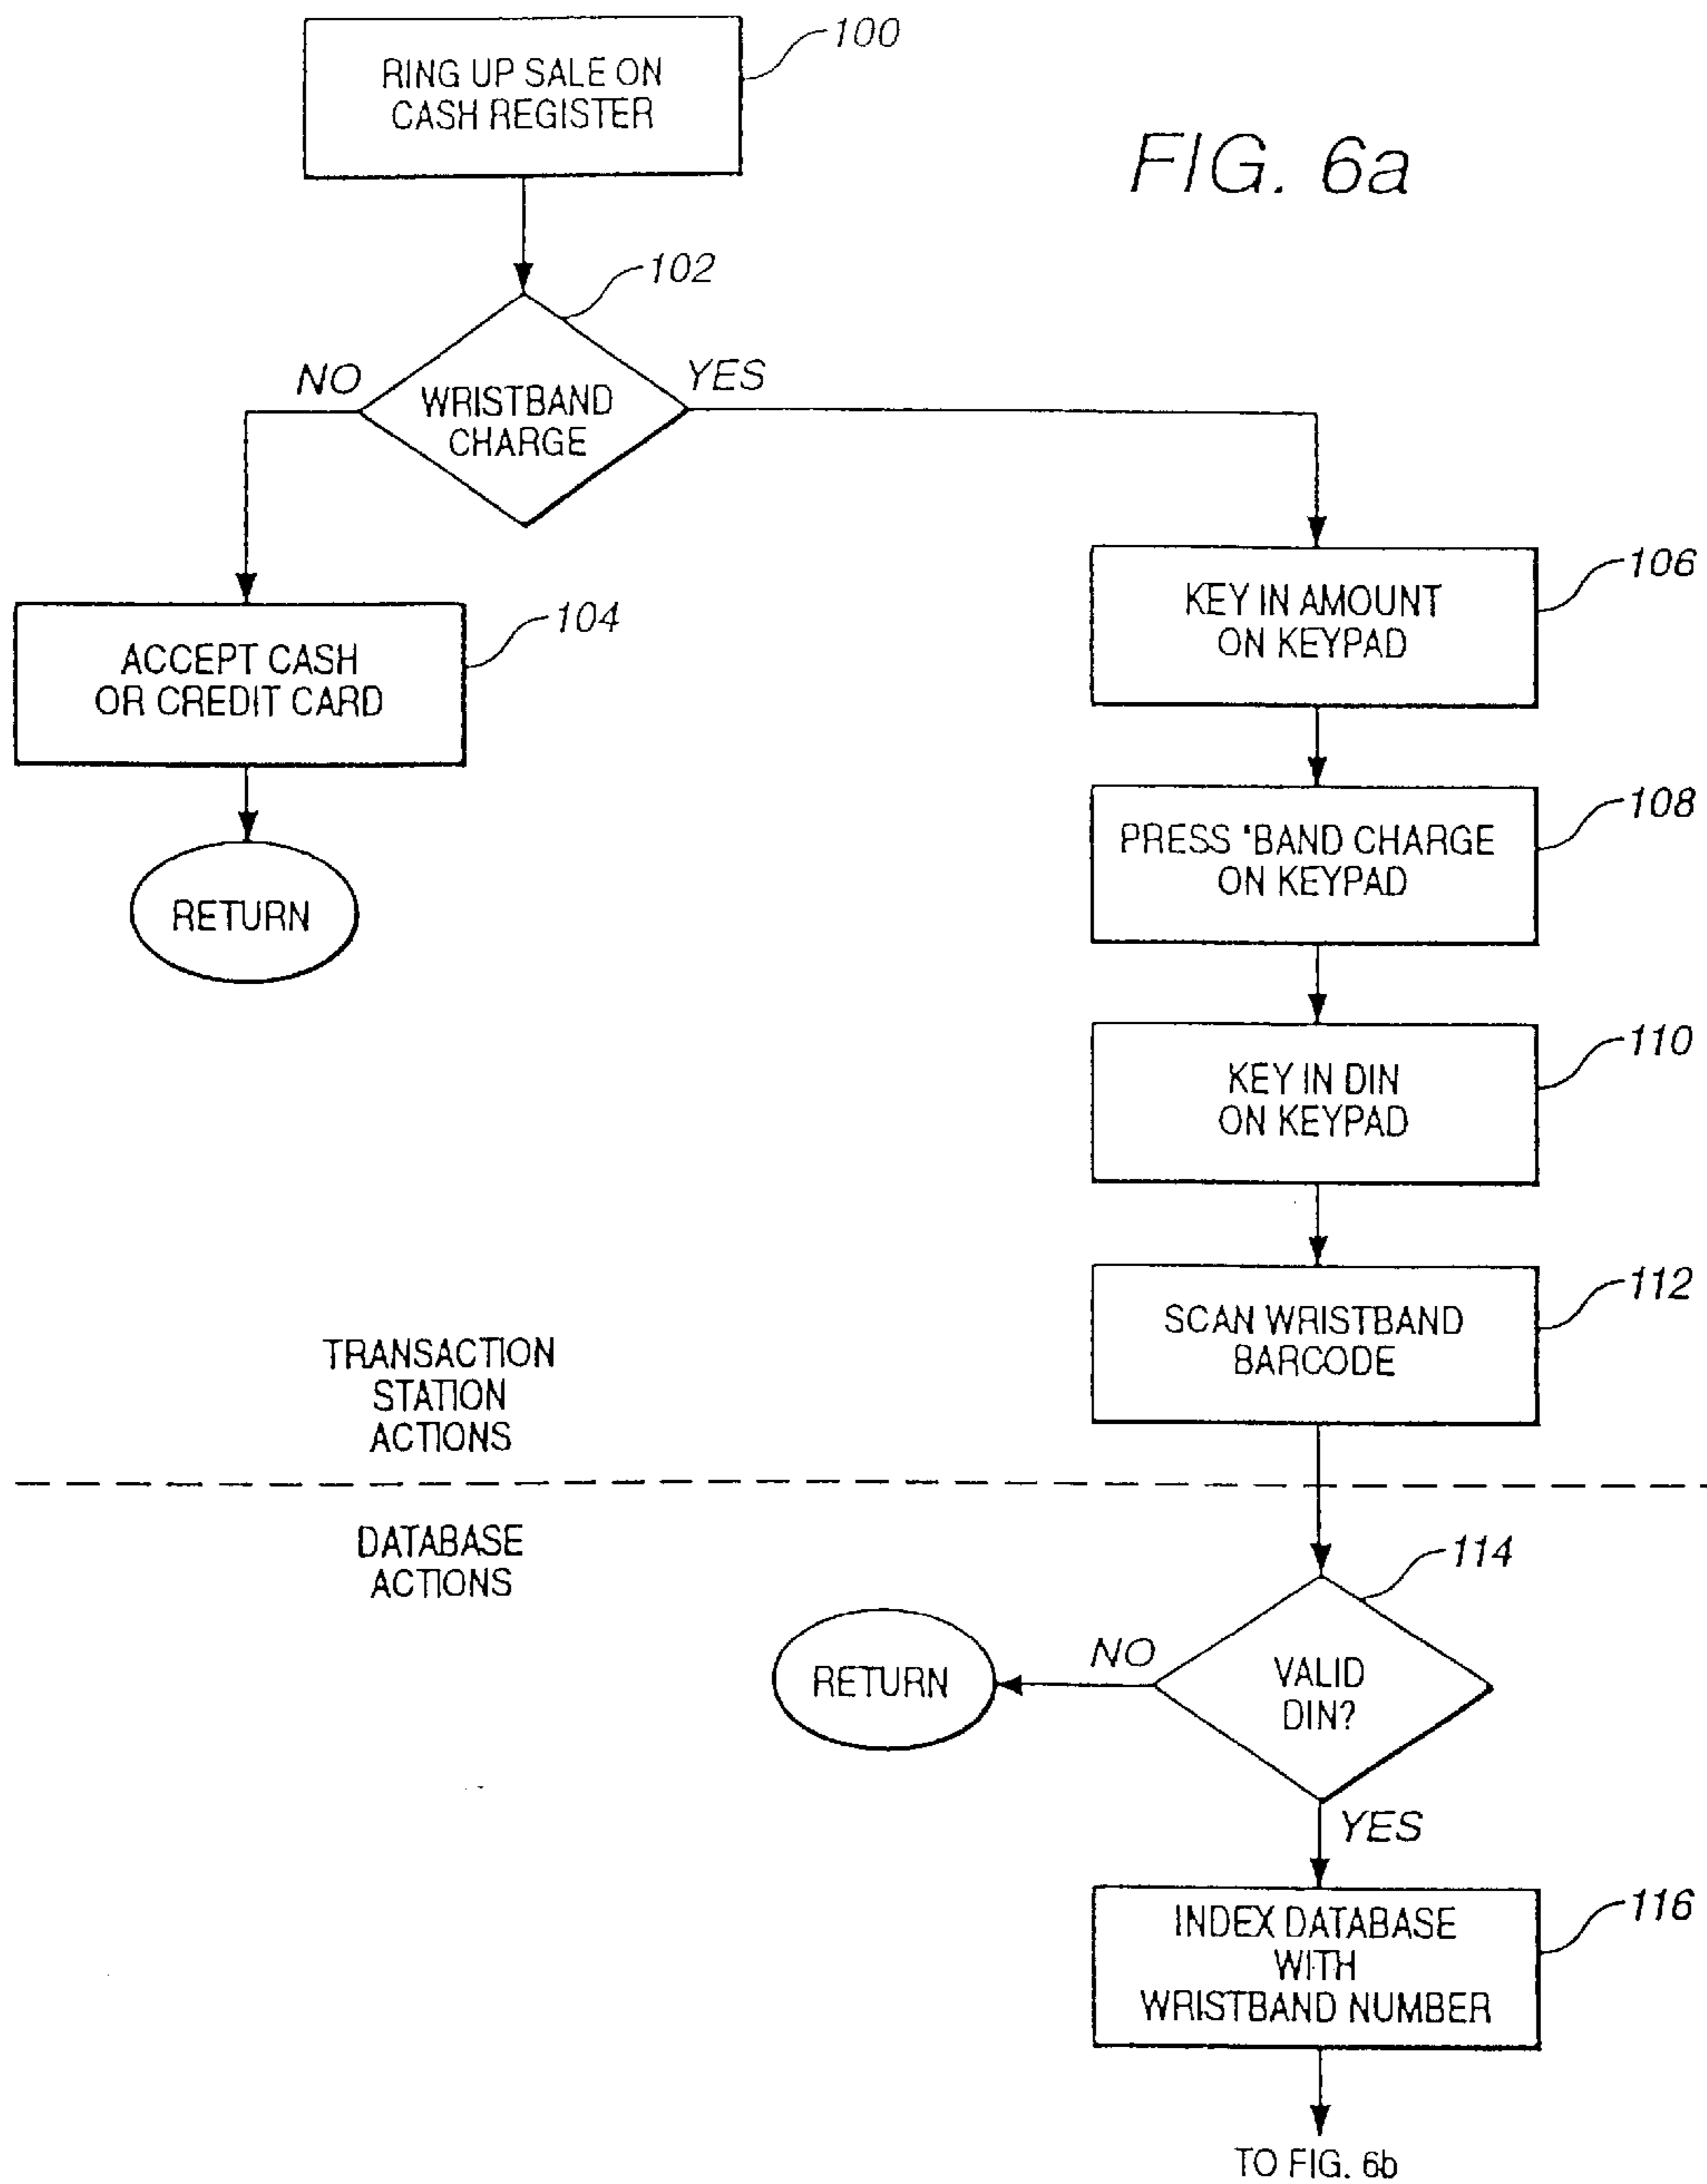 100
RING UP SALE ON
CASH REGISTER
FIG. 6a
102
NO
YES
WRISTBAND
CHARGE
106
KEY IN AMOUNT
ON KEYPAD
104
ACCEPT CASH
OR CREDIT CARD
108
PRESS 'BAND CHARGE
ON KEYPAD
RETURN
110
KEY IN DIN
ON KEYPAD
112
SCAN WRISTBAND
BARCODE
TRANSACTION
STATION
ACTIONS
DATABASE
ACTIONS
114
NO
RETURN
VALID
DIN?
YES
116
INDEX DATABASE
WITH
WRISTBAND NUMBER
TO FIG. 6b